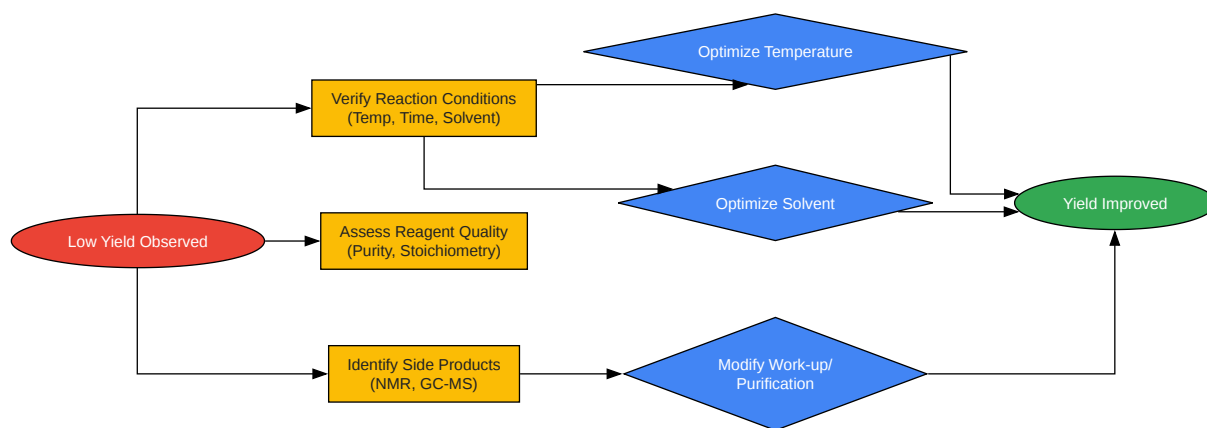 Optimize Temperature
Verify Reaction Conditions
(Temp, Time, Solvent)
Optimize Solvent
Yield Improved
Low Yield Observed
Assess Reagent Quality
(Purity, Stoichiometry)
Identify Side Products
(NMR, GC-MS)
Modify Work-up/
Purification